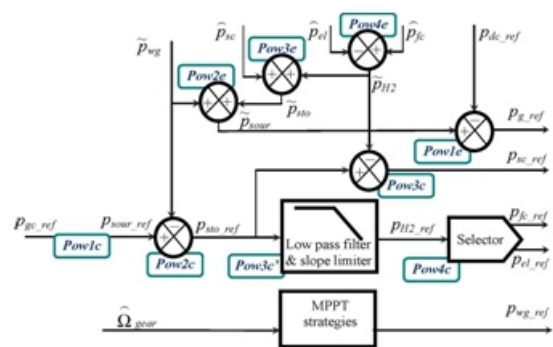 p̃wg
p̂sc
p̂el
Pow4e
p̂fc
pdc_ref
Pow3e
Pow2e
p̃H2
p̃sto
p̃sour
pg_ref
Pow1e
psc_ref
Pow3c
pgc_ref
psour_ref
psto_ref
Pow1c
Pow2c
Pow3c'
Low pass filter
& slope limiter
pH2_ref
Pow4c
Selector
pfc_ref
pel_ref
Ω̂gear
MPPT
strategies
pwg_ref